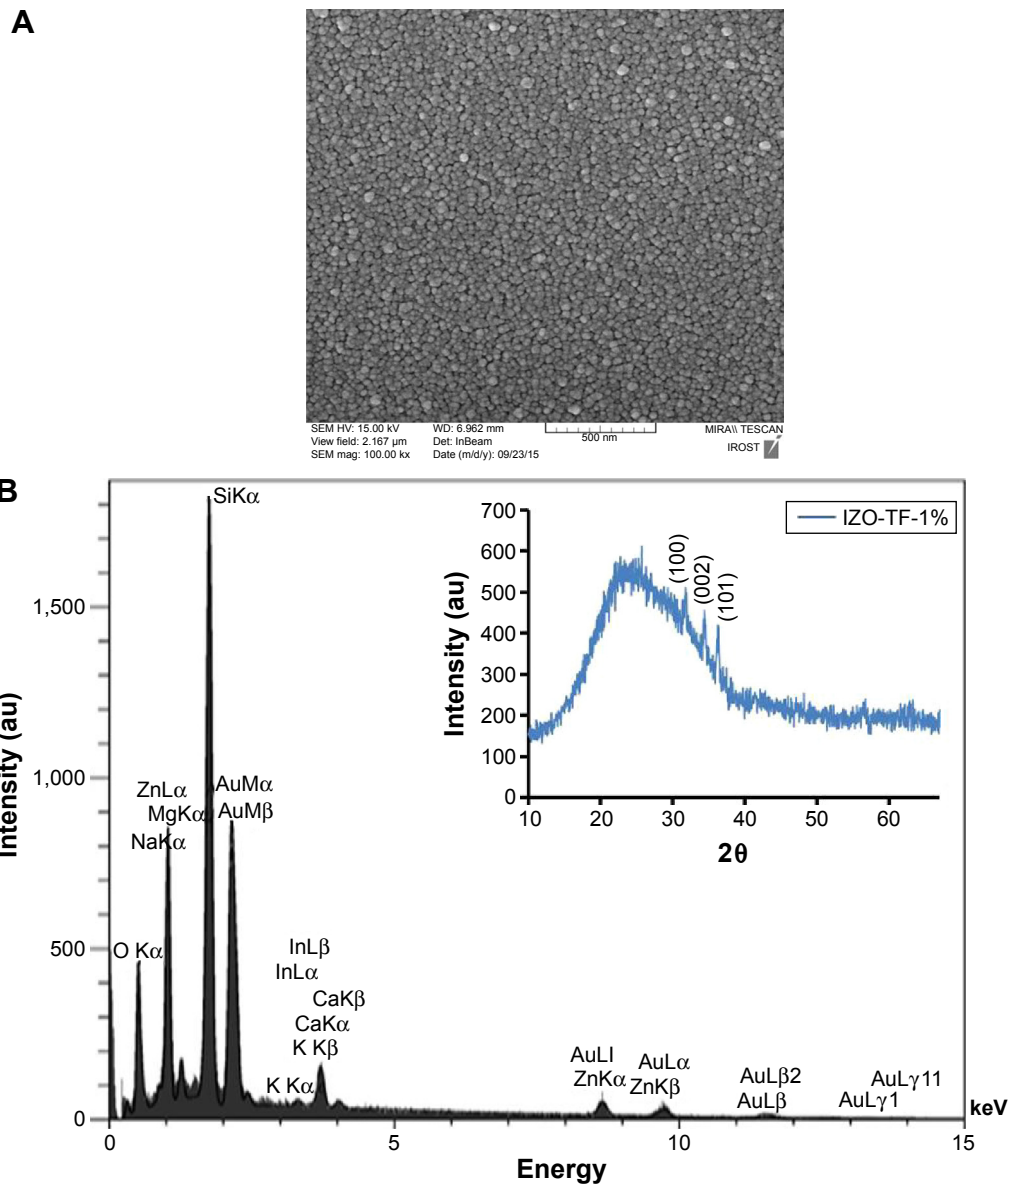 A
SEM HV: 15.00 kV
WD: 6.962 mm
MIRA\\ TESCAN
View field: 2.167 µm
Det: InBeam
500 nm
IROST
SEM mag: 100.00 kx
Date (m/d/y): 09/23/15
B
Intensity (au)
1,500
1,000
500
0
SiKα
ZnLα
MgKα
NaKα
AuMα
AuMβ
O Kα
InLβ
InLα
CaKβ
CaKα
K Kβ
K Kα
AuLI
ZnKα
AuLα
ZnKβ
AuLβ2
AuLβ
AuLγ11
AuLγ1
keV
0
5
10
15
Energy
IZO-TF-1%
Intensity (au)
700
600
500
400
300
200
100
0
(100)
(002)
(101)
10
20
30
40
50
60
2θ